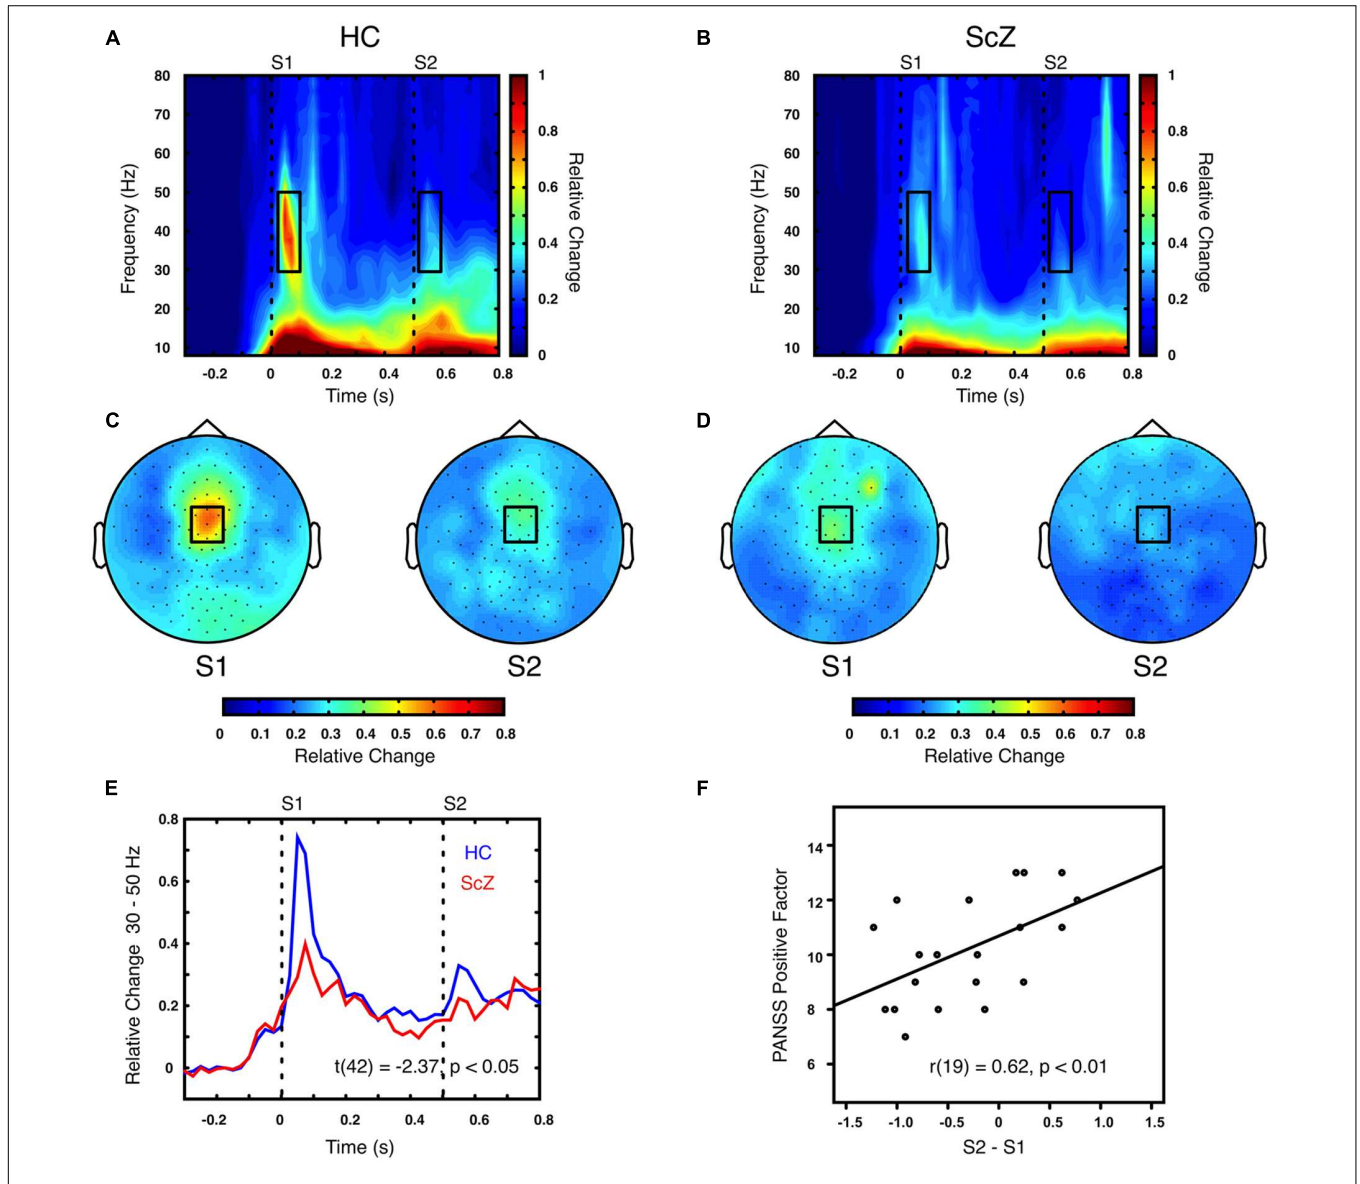 A
HC
B
ScZ
S1
S2
S1
S2
80
70
60
50
40
30
20
10
Frequency (Hz)
-0.2
0
0.2
0.4
0.6
0.8
Time (s)
1
0.8
0.6
0.4
0.2
0
Relative Change
80
70
60
50
40
30
20
10
Frequency (Hz)
-0.2
0
0.2
0.4
0.6
0.8
Time (s)
1
0.8
0.6
0.4
0.2
0
Relative Change
C
D
S1
S2
S1
S2
0 0.1 0.2 0.3 0.4 0.5 0.6 0.7 0.8
Relative Change
0 0.1 0.2 0.3 0.4 0.5 0.6 0.7 0.8
Relative Change
E
S1
S2
0.8
0.6
0.4
0.2
0
Relative Change 30 - 50 Hz
HC
ScZ
t(42) = -2.37, p < 0.05
-0.2 0 0.2 0.4 0.6 0.8
Time (s)
F
14
12
10
8
6
PANSS Positive Factor
r(19) = 0.62, p < 0.01
-1.5 -1.0 -0.5 0 0.5 1.0 1.5
S2 - S1